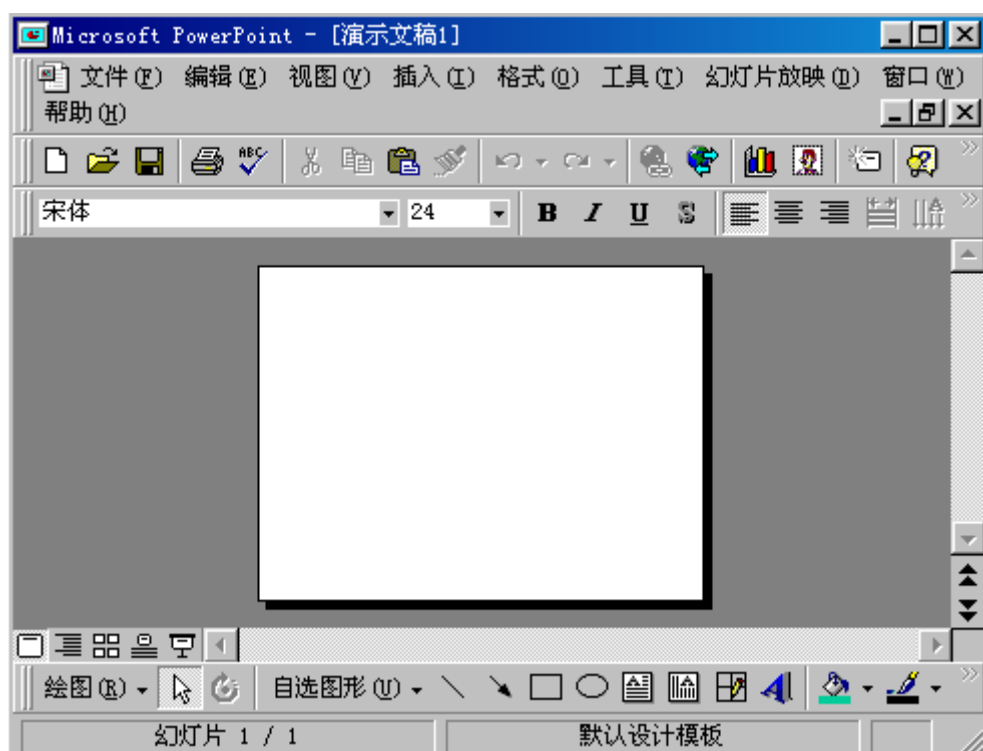 Microsoft PowerPoint - [演示文稿1]
文件(F) 编辑(E) 视图(V) 插入(I) 格式(O) 工具(T) 幻灯片放映(D) 窗口(W)
帮助(H)
ABC
宋体 24 B I U S
绘图(R) 自选图形(U)
幻灯片 1 / 1 默认设计模板